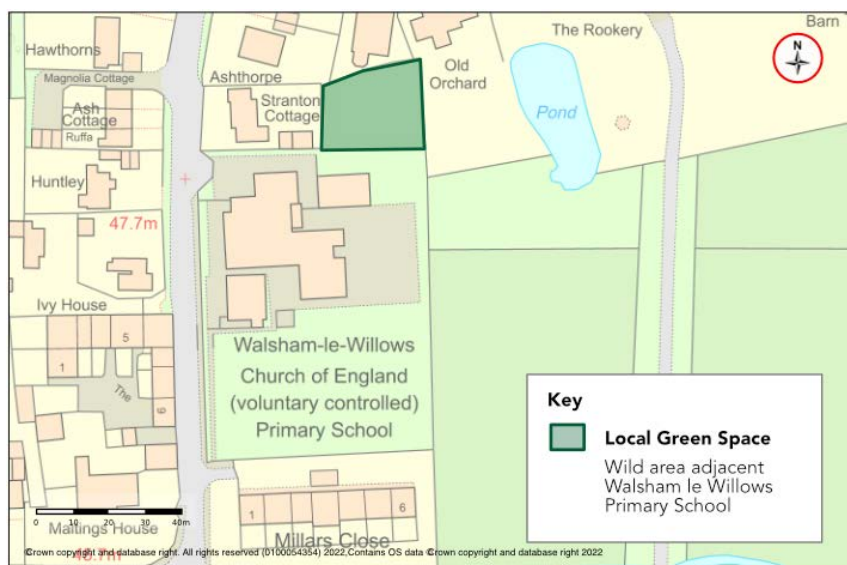 The Rookery
Barn
Hawthorns
N
Magnolia Cottage
Ashthorpe
Old
Orchard
Ash
Cottage
Stranton
Cottage
Pond
Ruffa
Huntley
47.7m
Ivy House
5
1
The
9
Walsham-le-Willows
Church of England
(voluntary controlled)
Primary School
Key
Local Green Space
Wild area adjacent
Walsham le Willows
Primary School
0 10 20 30 40m
1
6
Maltings House
Millars Close
©rown copyright and database right. All rights reserved (0100054354) 2022,Contains OS data ©rown copyright and database right 2022